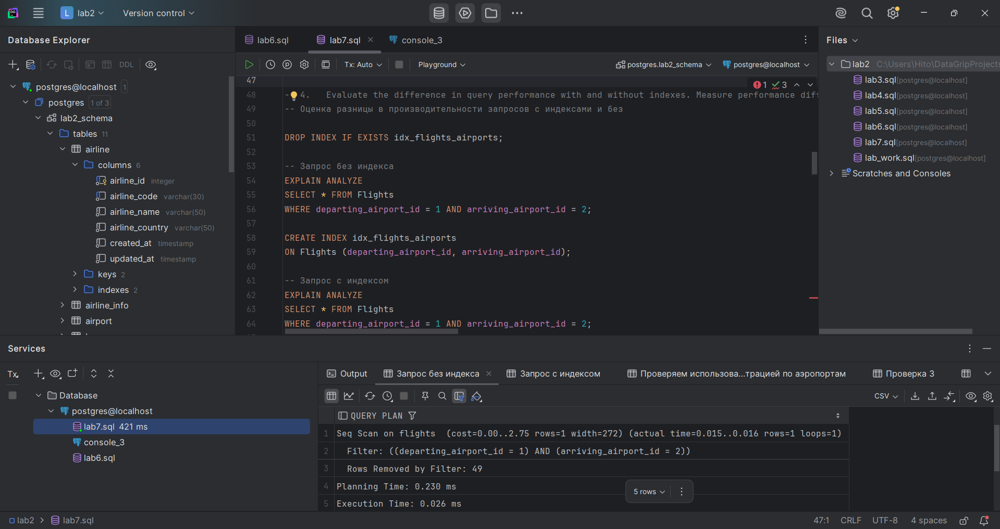 L lab2 Version control
Database Explorer
DDL
postgres@localhost 1
postgres 1 of 3
lab2_schema
tables 11
airline
columns 6
airline_id integer
airline_code varchar(30)
airline_name varchar(50)
airline_country varchar(50)
created_at timestamp
updated_at timestamp
keys 2
indexes 2
airline_info
airport
lab6.sql lab7.sql console_3
Tx: Auto Playground postgres.lab2_schema postgres@localhost
1 3
47
48 - 4. Evaluate the difference in query performance with and without indexes. Measure performance dif
49 -- Оценка разницы в производительности запросов с индексами и без
50
51 DROP INDEX IF EXISTS idx_flights_airports;
52
53 -- Запрос без индекса
54 EXPLAIN ANALYZE
55 SELECT * FROM Flights
56 WHERE departing_airport_id = 1 AND arriving_airport_id = 2;
57
58 CREATE INDEX idx_flights_airports
59 ON Flights (departing_airport_id, arriving_airport_id);
60
61 -- Запрос с индексом
62 EXPLAIN ANALYZE
63 SELECT * FROM Flights
64 WHERE departing_airport_id = 1 AND arriving_airport_id = 2;
Files
lab2 C:\Users\Hito\DataGripProjects
lab3.sql [postgres@localhost]
lab4.sql [postgres@localhost]
lab5.sql [postgres@localhost]
lab6.sql [postgres@localhost]
lab7.sql [postgres@localhost]
lab_work.sql [postgres@localhost]
Scratches and Consoles
Services
Tx
Database
postgres@localhost
lab7.sql 421 ms
console_3
lab6.sql
Output Запрос без индекса Запрос с индексом Проверяем использова...трацией по аэропортам Проверка 3
CSV
QUERY PLAN
1 Seq Scan on flights (cost=0.00..2.75 rows=1 width=272) (actual time=0.015..0.016 rows=1 loops=1)
2 Filter: ((departing_airport_id = 1) AND (arriving_airport_id = 2))
3 Rows Removed by Filter: 49
4 Planning Time: 0.230 ms
5 Execution Time: 0.026 ms
5 rows
lab2 > lab7.sql
47:1 CRLF UTF-8 4 spaces